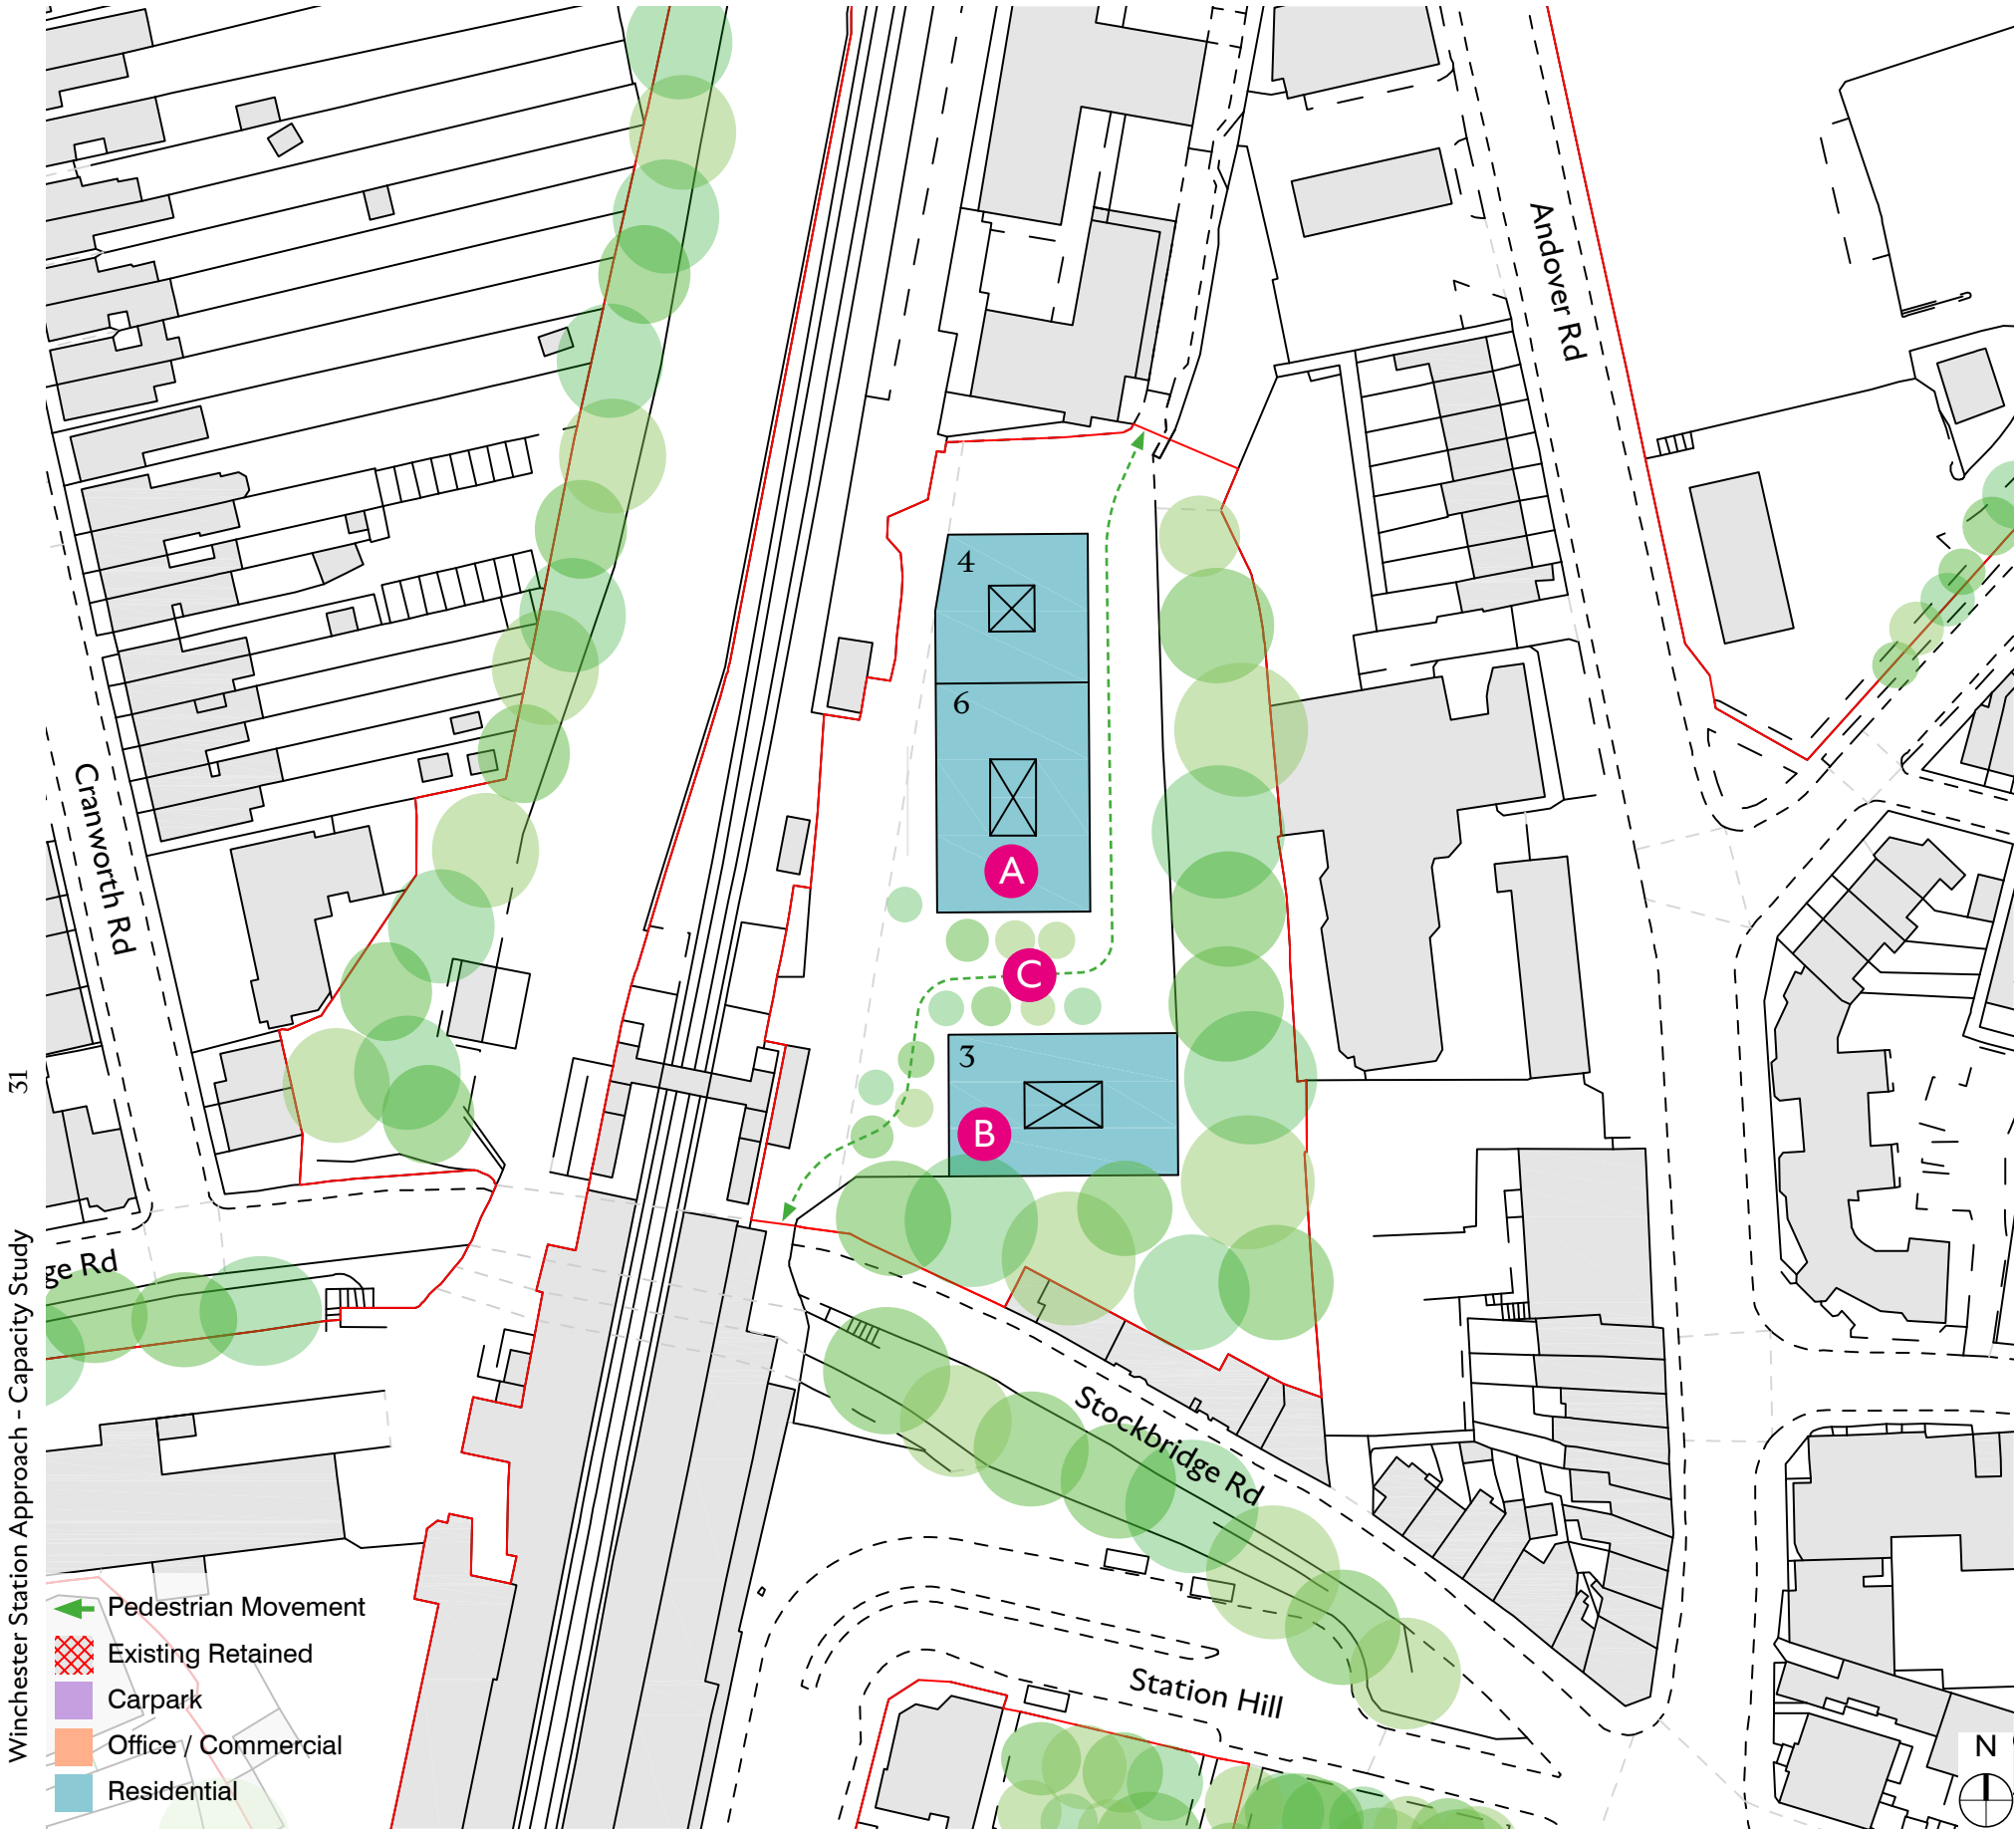 Andover Rd
4
6
A
Cranworth Rd
C
3
B
ge Rd
Stockbridge Rd
Station Hill
Winchester Station Approach - Capacity Study 31
Pedestrian Movement
Existing Retained
Carpark
Office / Commercial
Residential
N